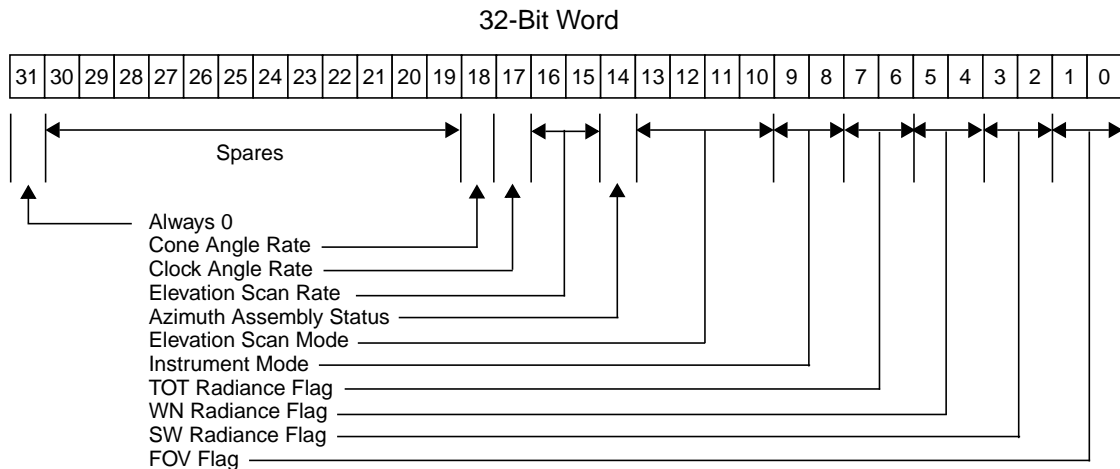 32-Bit Word
31 30 29 28 27 26 25 24 23 22 21 20 19 18 17 16 15 14 13 12 11 10 9 8 7 6 5 4 3 2 1 0
Spares
Always 0
Cone Angle Rate
Clock Angle Rate
Elevation Scan Rate
Azimuth Assembly Status
Elevation Scan Mode
Instrument Mode
TOT Radiance Flag
WN Radiance Flag
SW Radiance Flag
FOV Flag